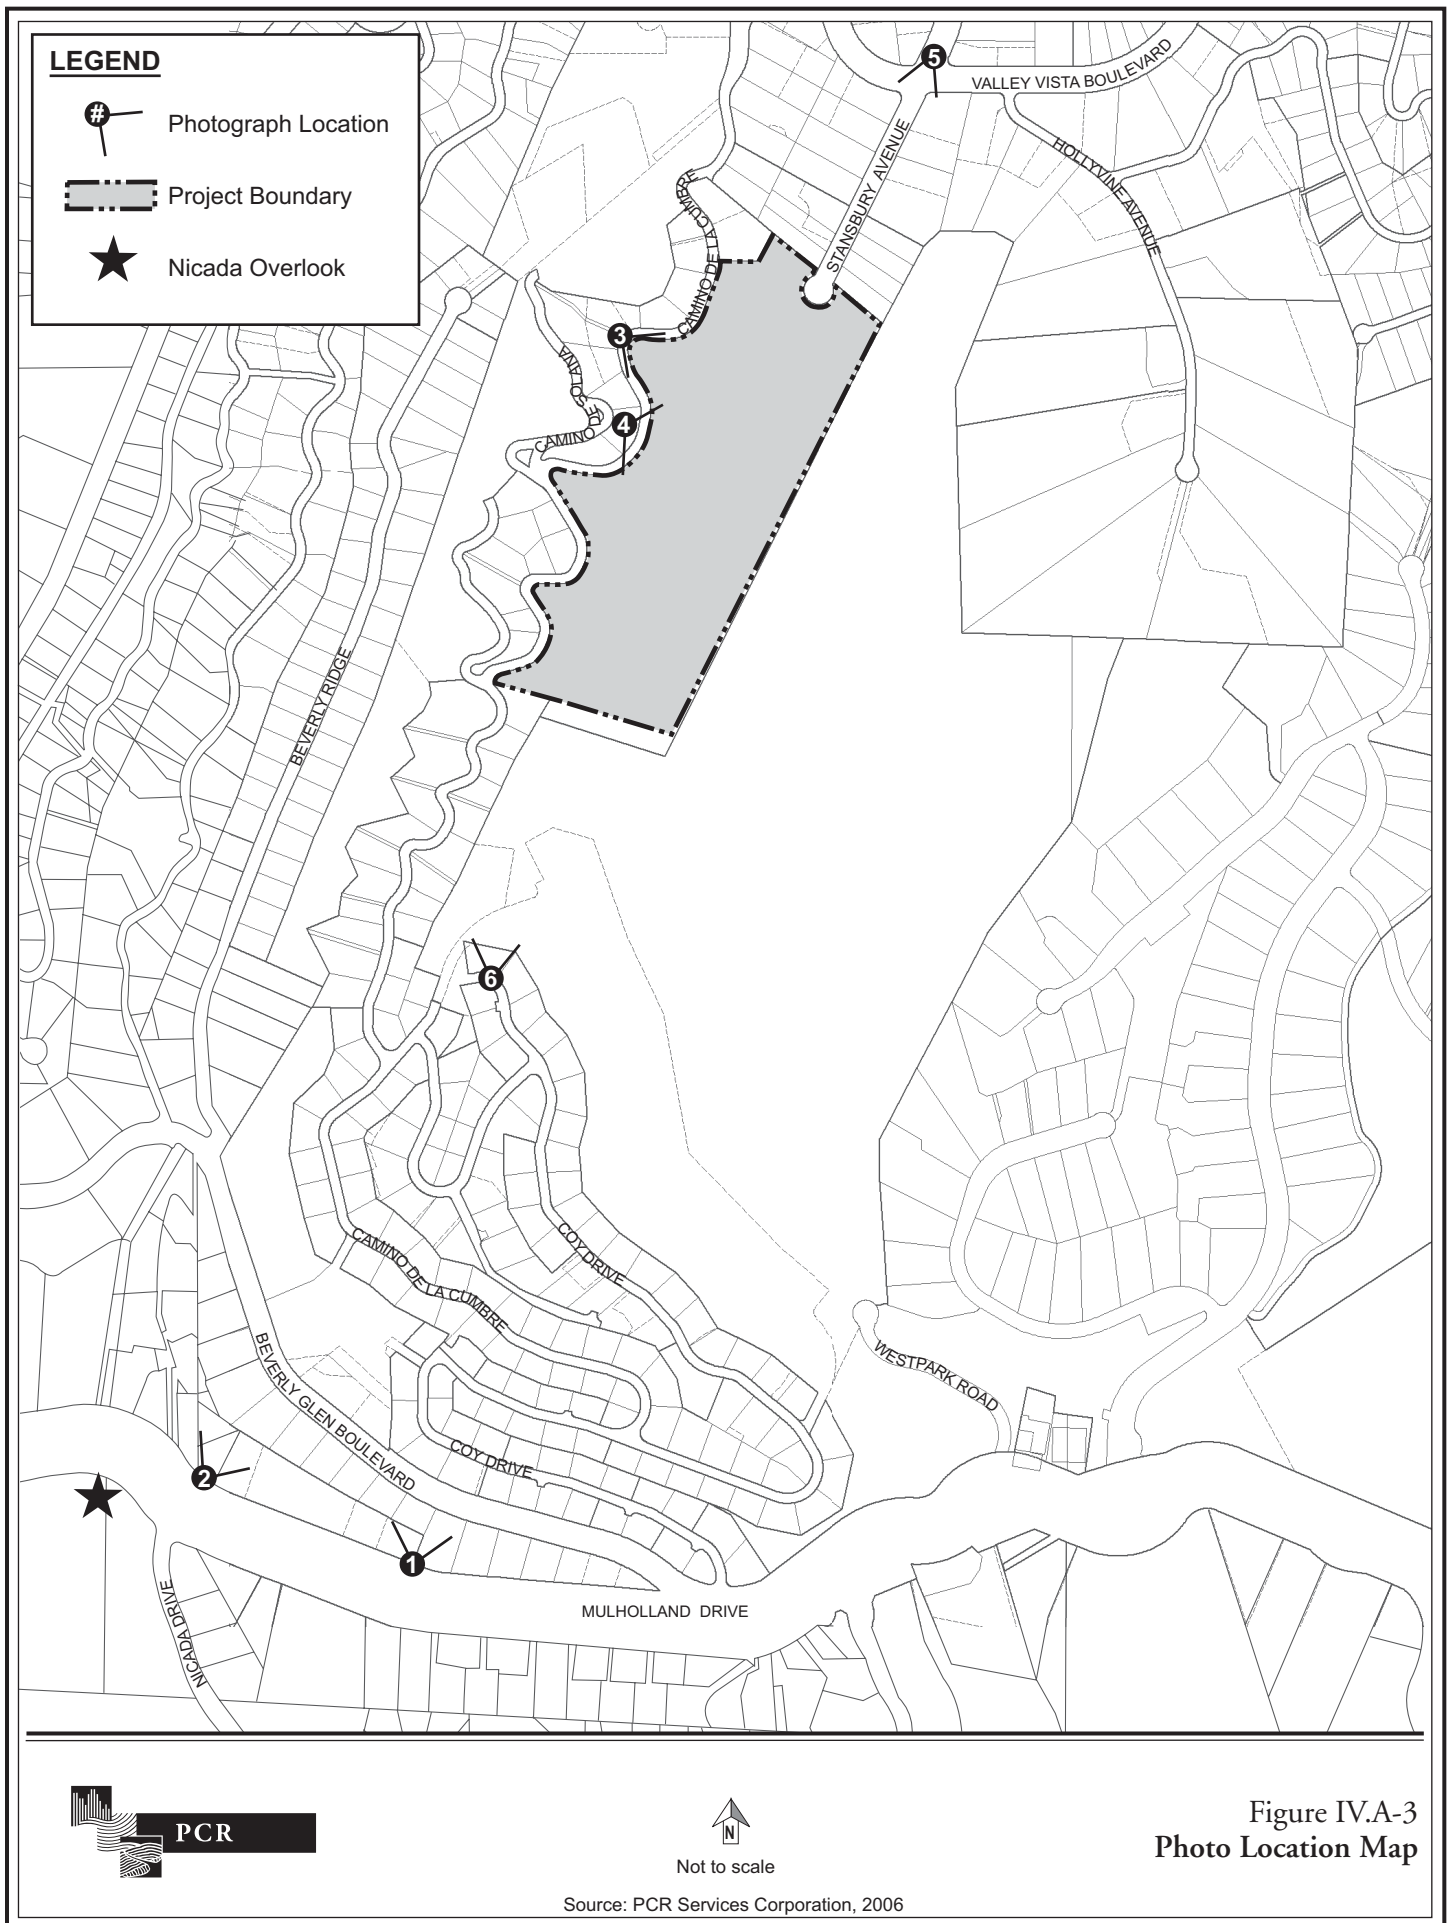 LEGEND
#
Photograph Location
Project Boundary
Nicada Overlook
5
VALLEY VISTA BOULEVARD
STANSBURY AVENUE
HOLLYVINE AVENUE
CAMINO DE LA CUMBRE
3
CAMINO DE SOLANA
4
BEVERLY RIDGE
6
CAMINO DE LA CUMBRE
COY DRIVE
BEVERLY GLEN BOULEVARD
WESTPARK ROAD
COY DRIVE
2
1
NICADA DRIVE
MULHOLLAND DRIVE
PCR
N
Not to scale
Figure IV.A-3
Photo Location Map
Source: PCR Services Corporation, 2006